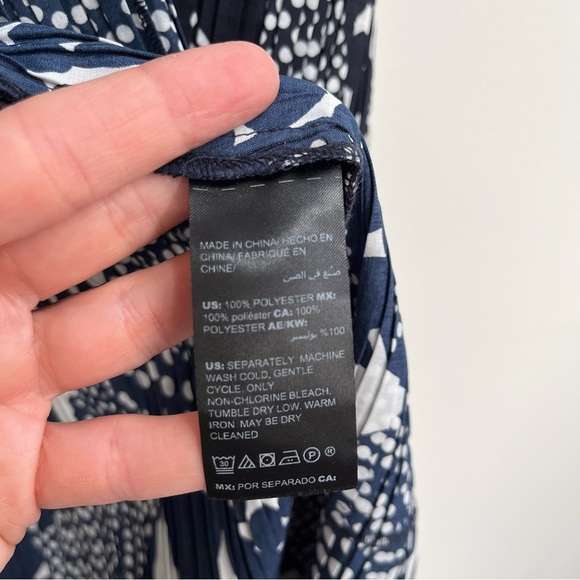 MADE IN CHINA/ HECHO EN
CHINA/ FABRIQUÉ EN
CHINE/
صنع في الصين
US: 100% POLYESTER MX:
100% poliéster CA: 100%
POLYESTER AE/KW:
100% بوليستر
US: SEPARATELY, MACHINE
WASH COLD, GENTLE
CYCLE, ONLY
NON-CHLORINE BLEACH,
TUMBLE DRY LOW, WARM
IRON, MAY BE DRY
CLEANED
30 P ®
MX: POR SEPARADO CA: